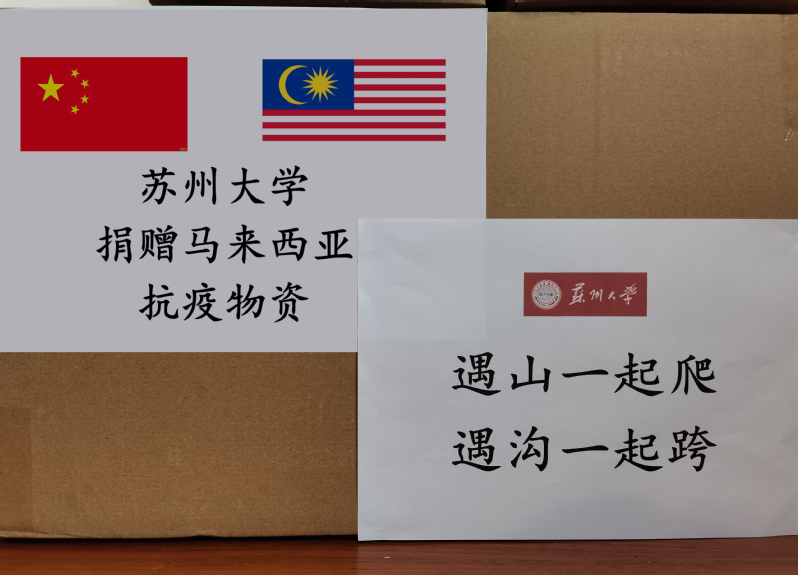 苏州大学
捐赠马来西亚
抗疫物资
蘇州大學
遇山一起爬
遇沟一起跨